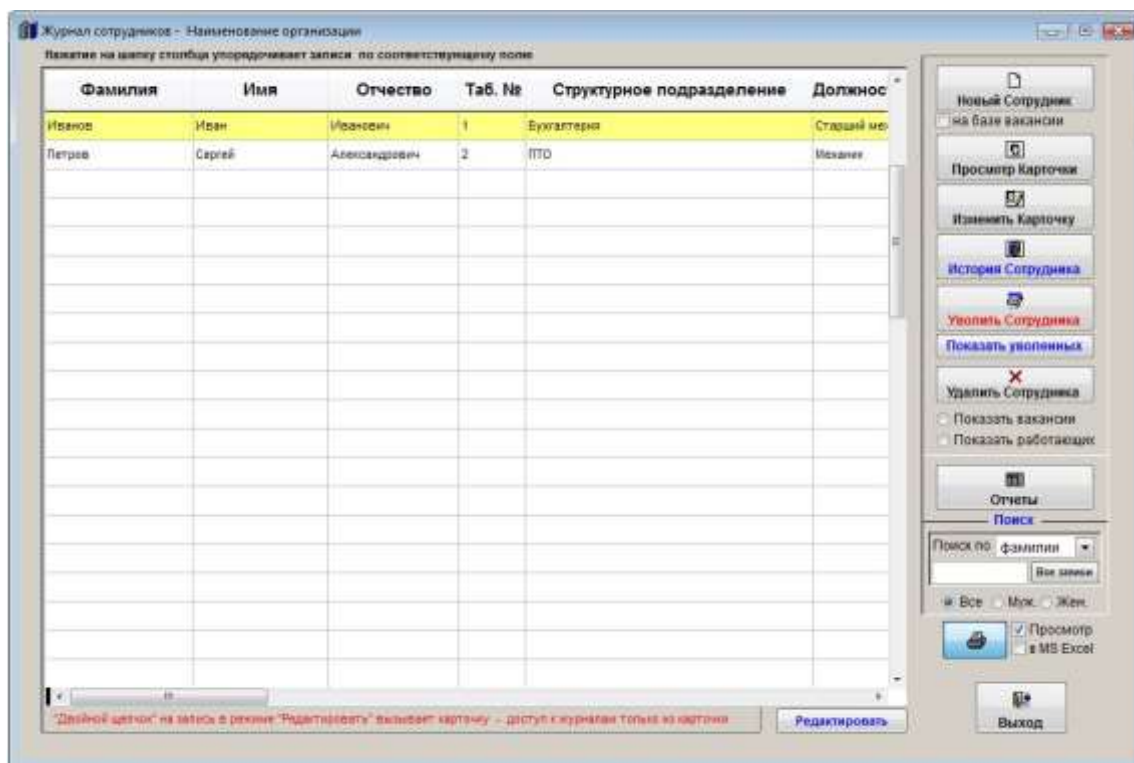 Журнал сотрудников - Наименование организации
Нажатие на шапку столбца упорядочивает записи по соответствующему полю
Фамилия Имя Отчество Таб. № Структурное подразделение Должнос
Иванов Иван Иванович 1 Бухгалтерия Старший ме
Петров Сергей Александрович 2 ПТО Механик
Новый Сотрудник
на базе вакансии
Просмотр Карточки
Изменить Карточку
История Сотрудника
Уволить Сотрудника
Показать уволенных
Удалить Сотрудника
Показать вакансии
Показать работающих
Отчеты
Поиск
Поиск по фамилии
Все записи
Все Муж. Жен.
Просмотр
в MS Excel
"Двойной щелчок" на запись в режиме "Редактировать" вызывает карточку - доступ к журналам только из карточки
Редактировать
Выход